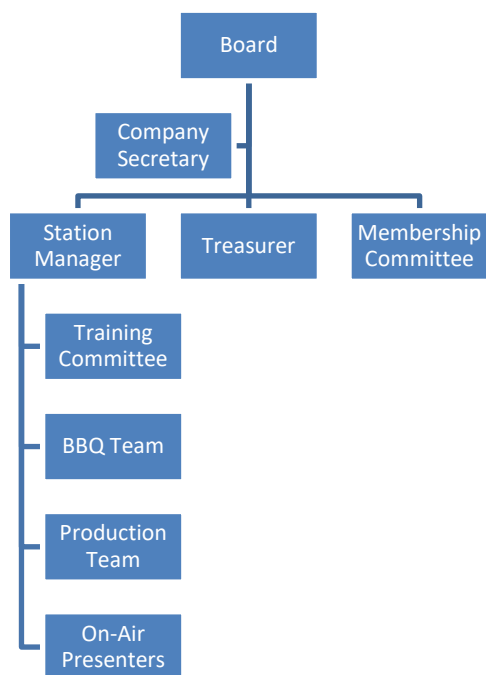 Board
Company
Secretary
Station
Manager
Treasurer
Membership
Committee
Training
Committee
BBQ Team
Production
Team
On-Air
Presenters